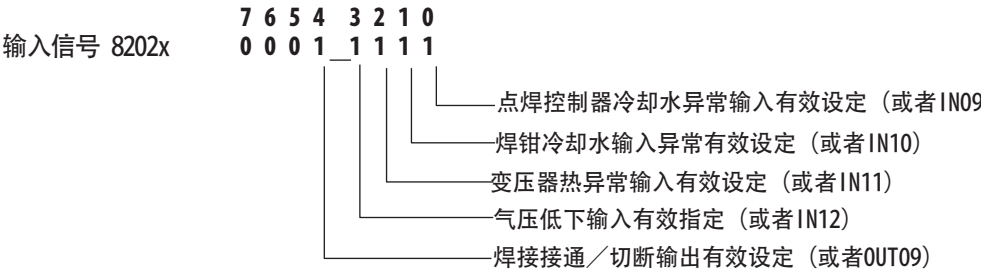 7 6 5 4 3 2 1 0
输入信号 8202x 0 0 0 1 _ 1 1 1 1
点焊控制器冷却水异常输入有效设定（或者IN09
焊钳冷却水输入异常有效设定（或者IN10）
变压器热异常输入有效设定（或者IN11）
气压低下输入有效指定（或者IN12）
焊接接通／切断输出有效设定（或者OUT09）